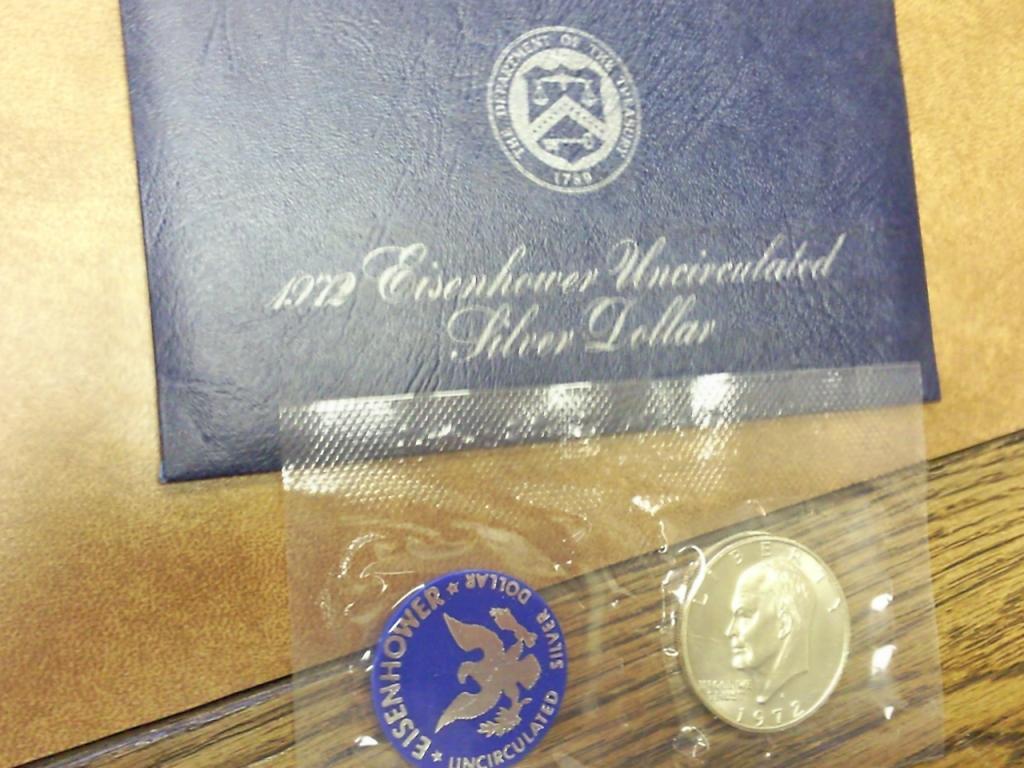 THE DEPARTMENT OF THE TREASURY
1789
1972 Eisenhower Uncirculated
Silver Dollar
EISENHOWER ★ UNCIRCULATED SILVER DOLLAR ★
LIBERTY
1972